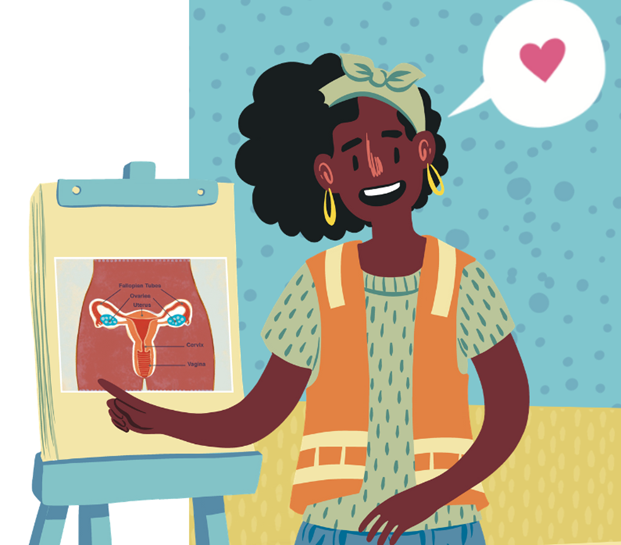 Fallopian Tubes
Ovaries
Uterus
Cervix
Vagina